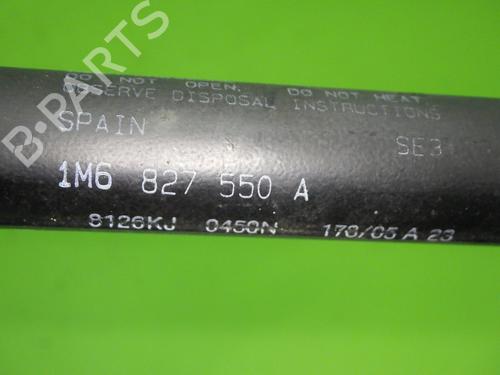 DO NOT OPEN. DO NOT HEAT
OBSERVE DISPOSAL INSTRUCTIONS
SPAIN SE3
1M6 827 550 A
8126KJ 0450N 178/05 A 23
B-PARTS